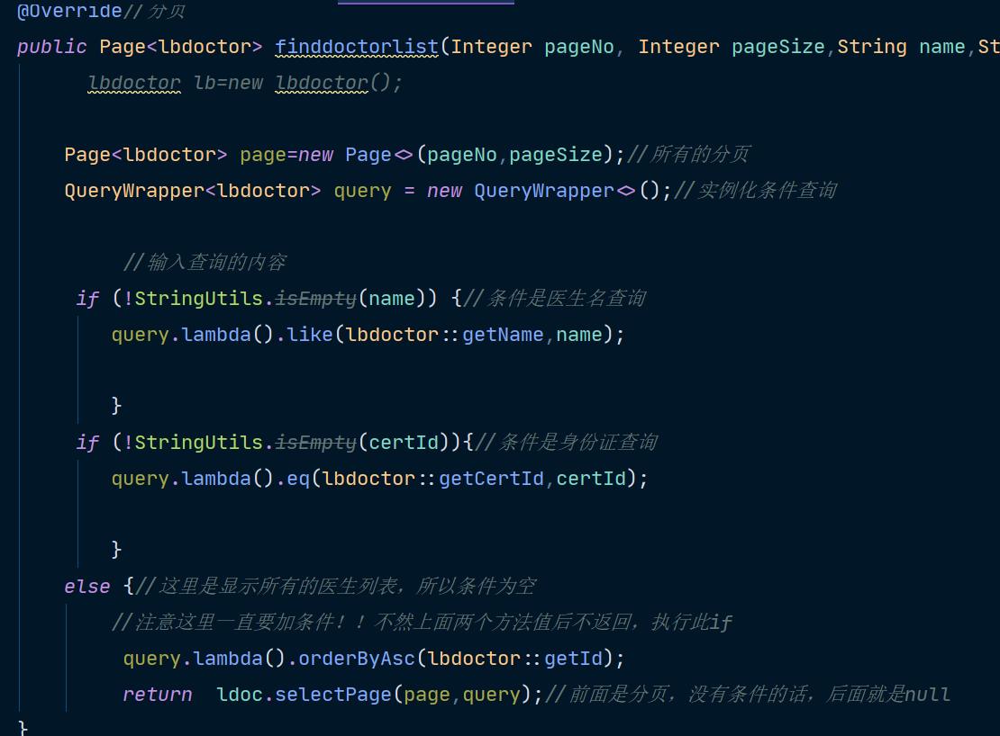 @Override//分页
public Page<lbdoctor> finddoctorlist(Integer pageNo, Integer pageSize,String name,St
lbdoctor lb=new lbdoctor();
Page<lbdoctor> page=new Page<>(pageNo,pageSize);//所有的分页
QueryWrapper<lbdoctor> query = new QueryWrapper<>();//实例化条件查询
//输入查询的内容
if (!StringUtils.isEmpty(name)) {//条件是医生名查询
query.lambda().like(lbdoctor::getName,name);
}
if (!StringUtils.isEmpty(certId)){//条件是身份证查询
query.lambda().eq(lbdoctor::getCertId,certId);
}
else {//这里是显示所有的医生列表，所以条件为空
//注意这里一直要加条件！！不然上面两个方法值后不返回，执行此if
query.lambda().orderByAsc(lbdoctor::getId);
return ldoc.selectPage(page,query);//前面是分页，没有条件的话，后面就是null
}